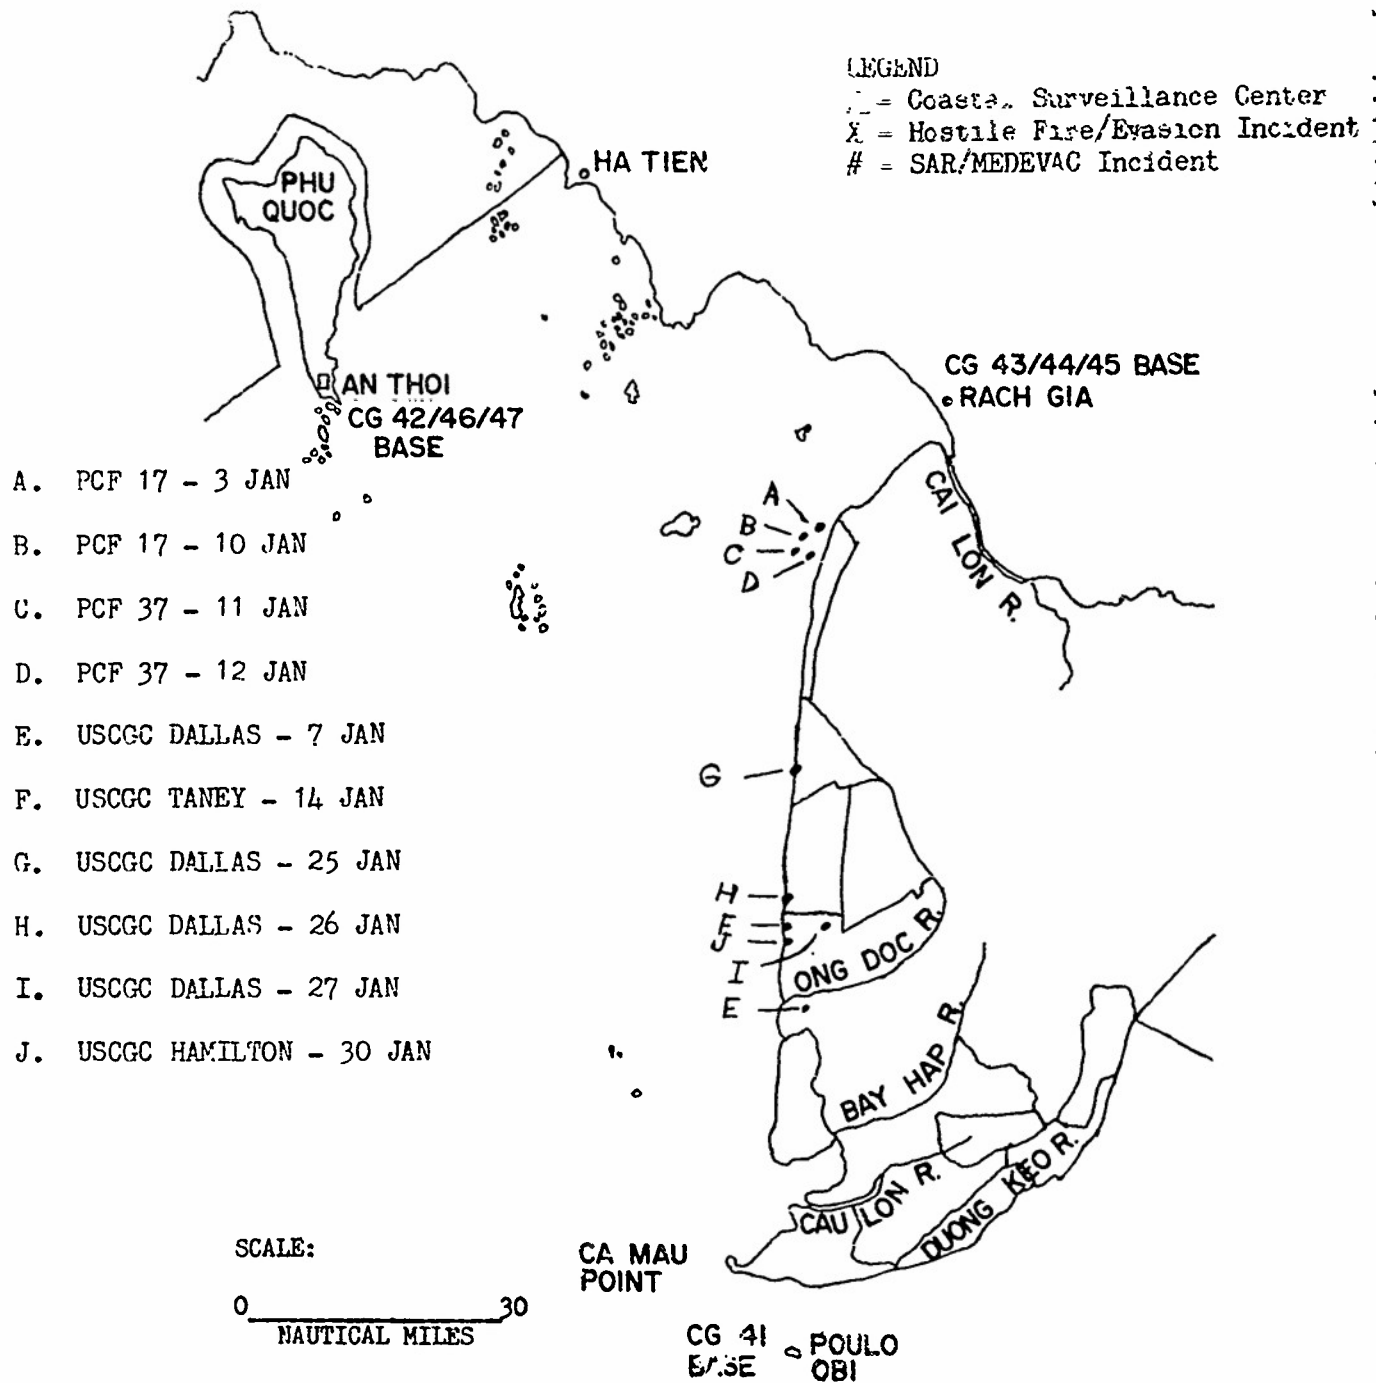 LEGEND
= Coastal Surveillance Center
X = Hostile Fire/Evasion Incident
# = SAR/MEDEVAC Incident
HA TIEN
PHU
QUOC
CG 43/44/45 BASE
RACH GIA
AN THOI
CG 42/46/47
BASE
CAI LON R.
A. PCF 17 - 3 JAN
B. PCF 17 - 10 JAN
C. PCF 37 - 11 JAN
D. PCF 37 - 12 JAN
E. USCGC DALLAS - 7 JAN
F. USCGC TANEY - 14 JAN
G. USCGC DALLAS - 25 JAN
H. USCGC DALLAS - 26 JAN
I. USCGC DALLAS - 27 JAN
J. USCGC HAMILTON - 30 JAN
A
B
C
D
G
H
F
J
I
E
ONG DOC R.
BAY HAP R.
CAU LON R.
DUONG KEO R.
SCALE:
0 30
NAUTICAL MILES
CA MAU
POINT
CG 41
BASE
POULO
OBI